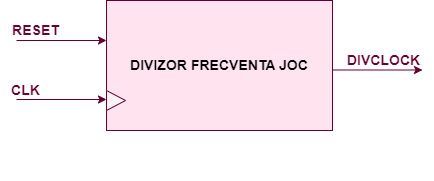 RESET
DIVIZOR FRECVENTA JOC
DIVCLOCK
CLK